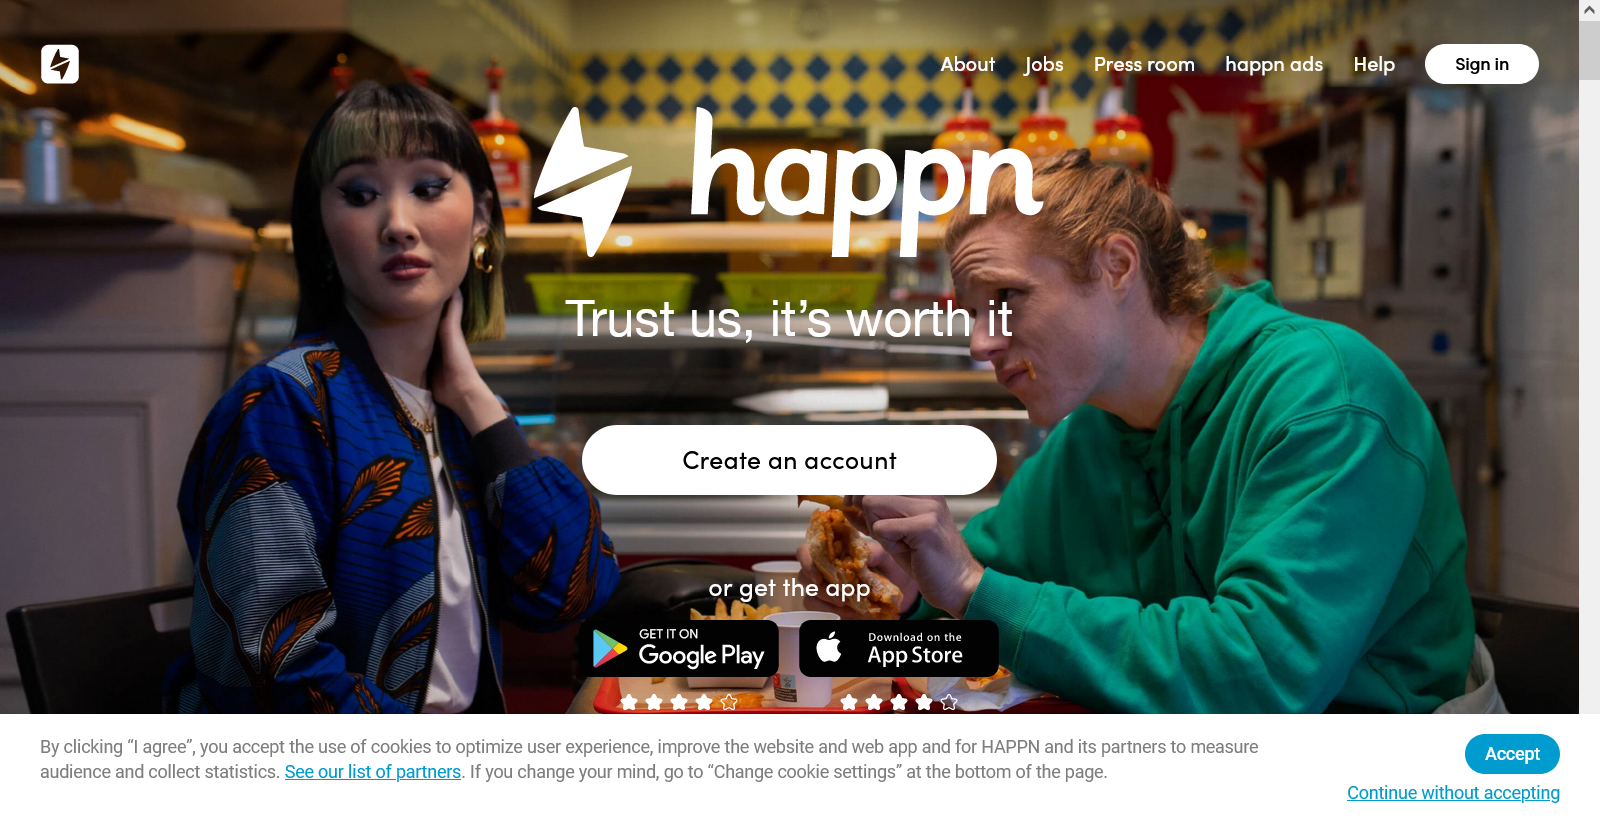 About Jobs Press room happn ads Help Sign in
happn
Trust us, it’s worth it
Create an account
or get the app
GET IT ON
Google Play
Download on the
App Store
By clicking “I agree”, you accept the use of cookies to optimize user experience, improve the website and web app and for HAPPN and its partners to measure
audience and collect statistics. See our list of partners. If you change your mind, go to “Change cookie settings” at the bottom of the page.
Accept
Continue without accepting